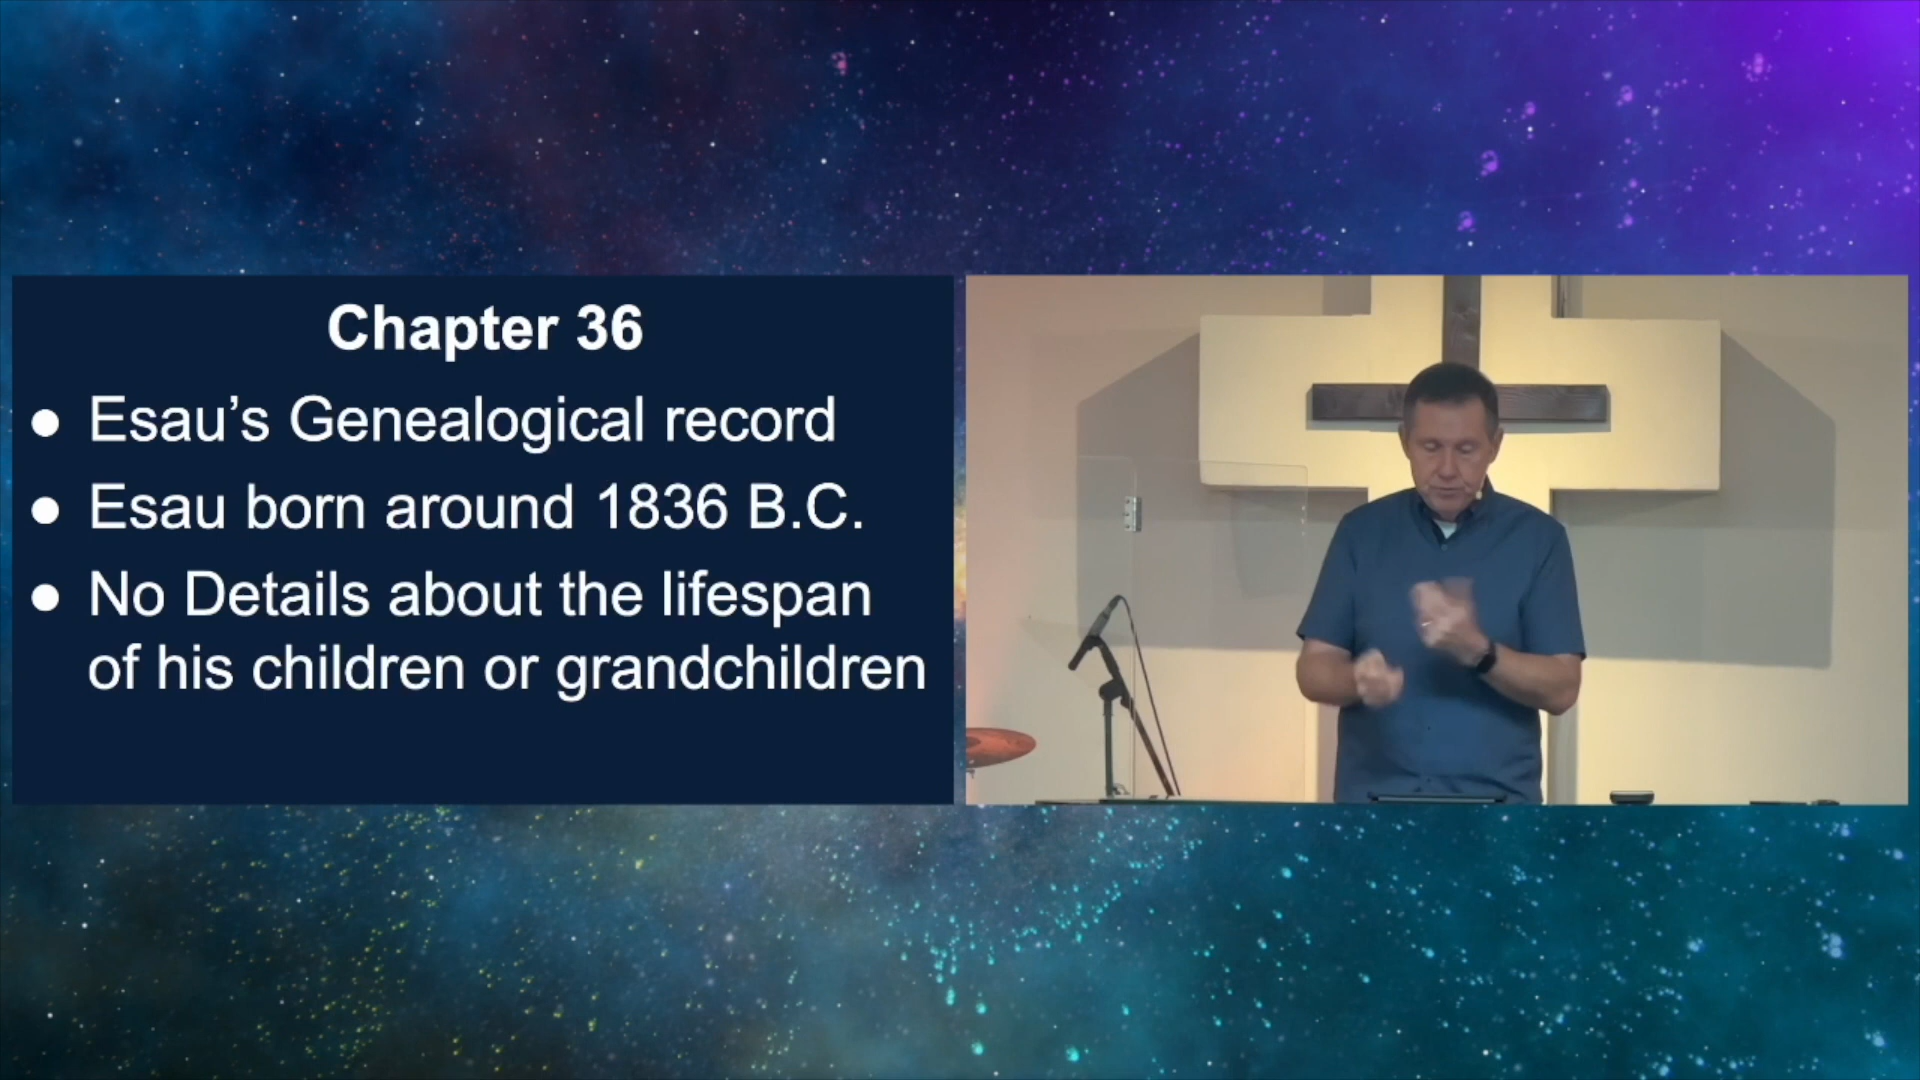 Chapter 36
● Esau’s Genealogical record
● Esau born around 1836 B.C.
● No Details about the lifespan
of his children or grandchildren